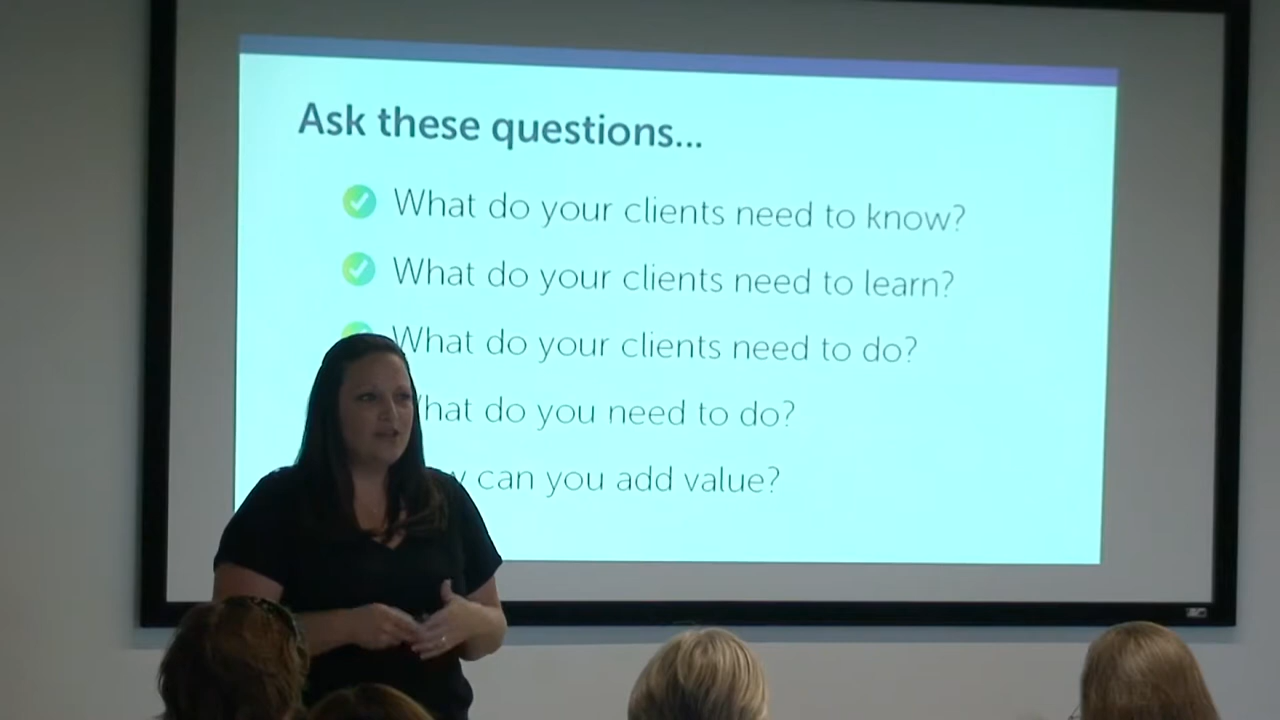 Ask these questions...
What do your clients need to know?
What do your clients need to learn?
What do your clients need to do?
What do you need to do?
can you add value?